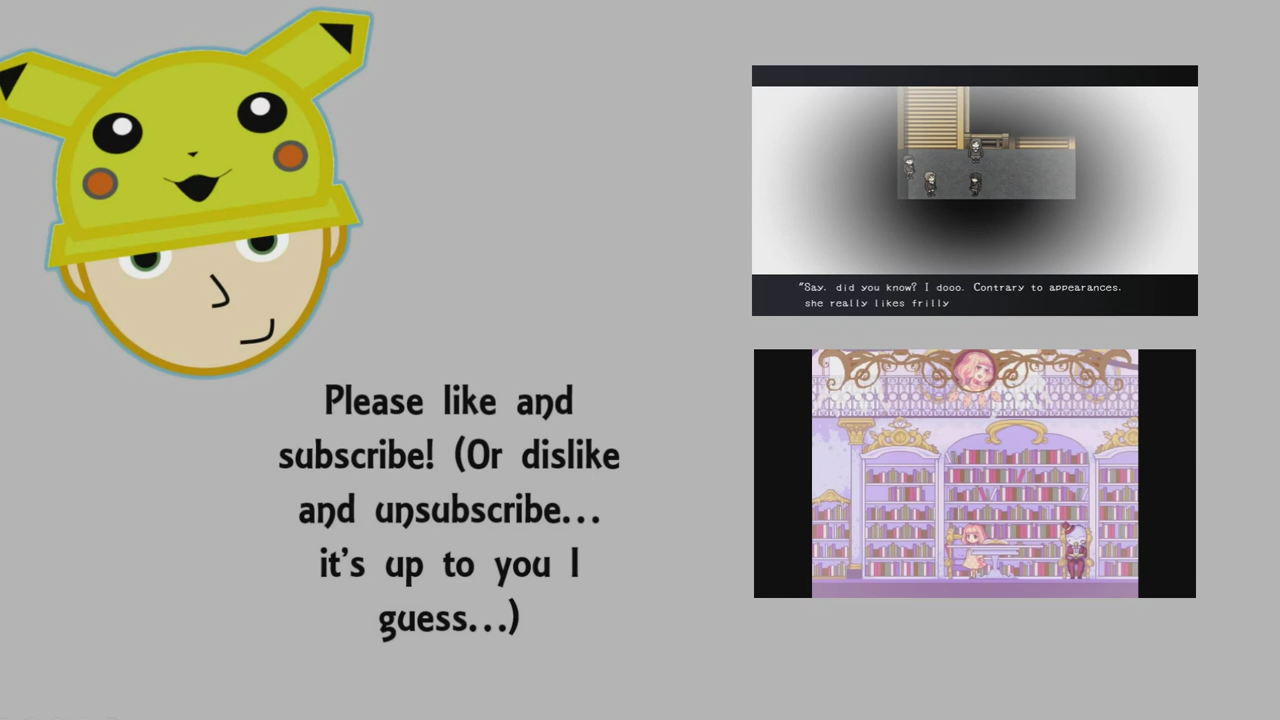 Please like and
subscribe! (Or dislike
and unsubscribe...
it's up to you I
guess...)
"Say, did you know? I dooo. Contrary to appearances,
she really likes frilly